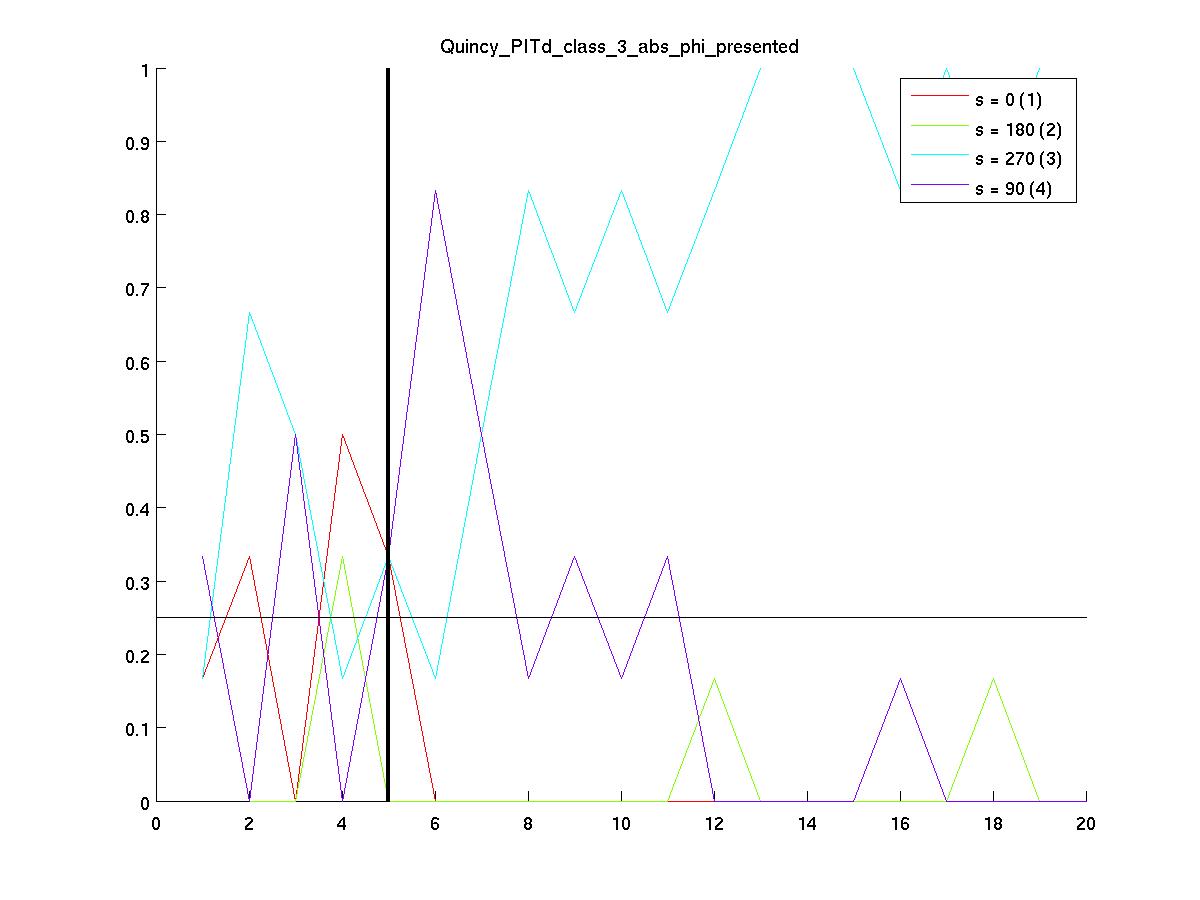 Quincy_PITd_class_3_abs_phi_presented
1
0.9
0.8
0.7
0.6
0.5
0.4
0.3
0.2
0.1
0
s = 0 (1)
s = 180 (2)
s = 270 (3)
s = 90 (4)
0 2 4 6 8 10 12 14 16 18 20